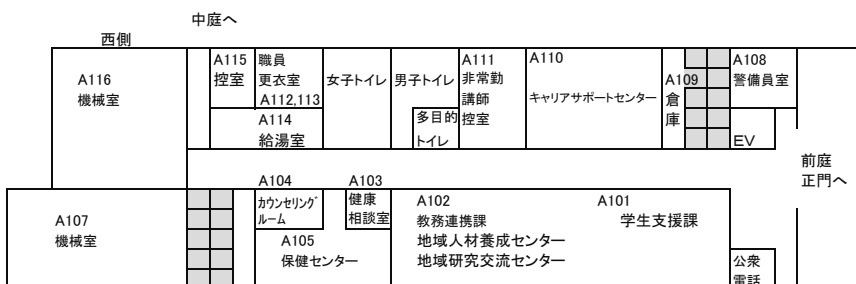 中庭へ
西側
A116
機械室
A115
控室
職員
更衣室
A112,113
A114
給湯室
女子トイレ
男子トイレ
多目的
トイレ
A111
非常勤
講師
控室
A110
キャリアサポートセンター
A109
倉
庫
A108
警備員室
EV
前庭
正門へ
A107
機械室
A104
カウンセリング
ルーム
A103
健康
相談室
A105
保健センター
A102
教務連携課
地域人材養成センター
地域研究交流センター
A101
学生支援課
公衆
電話